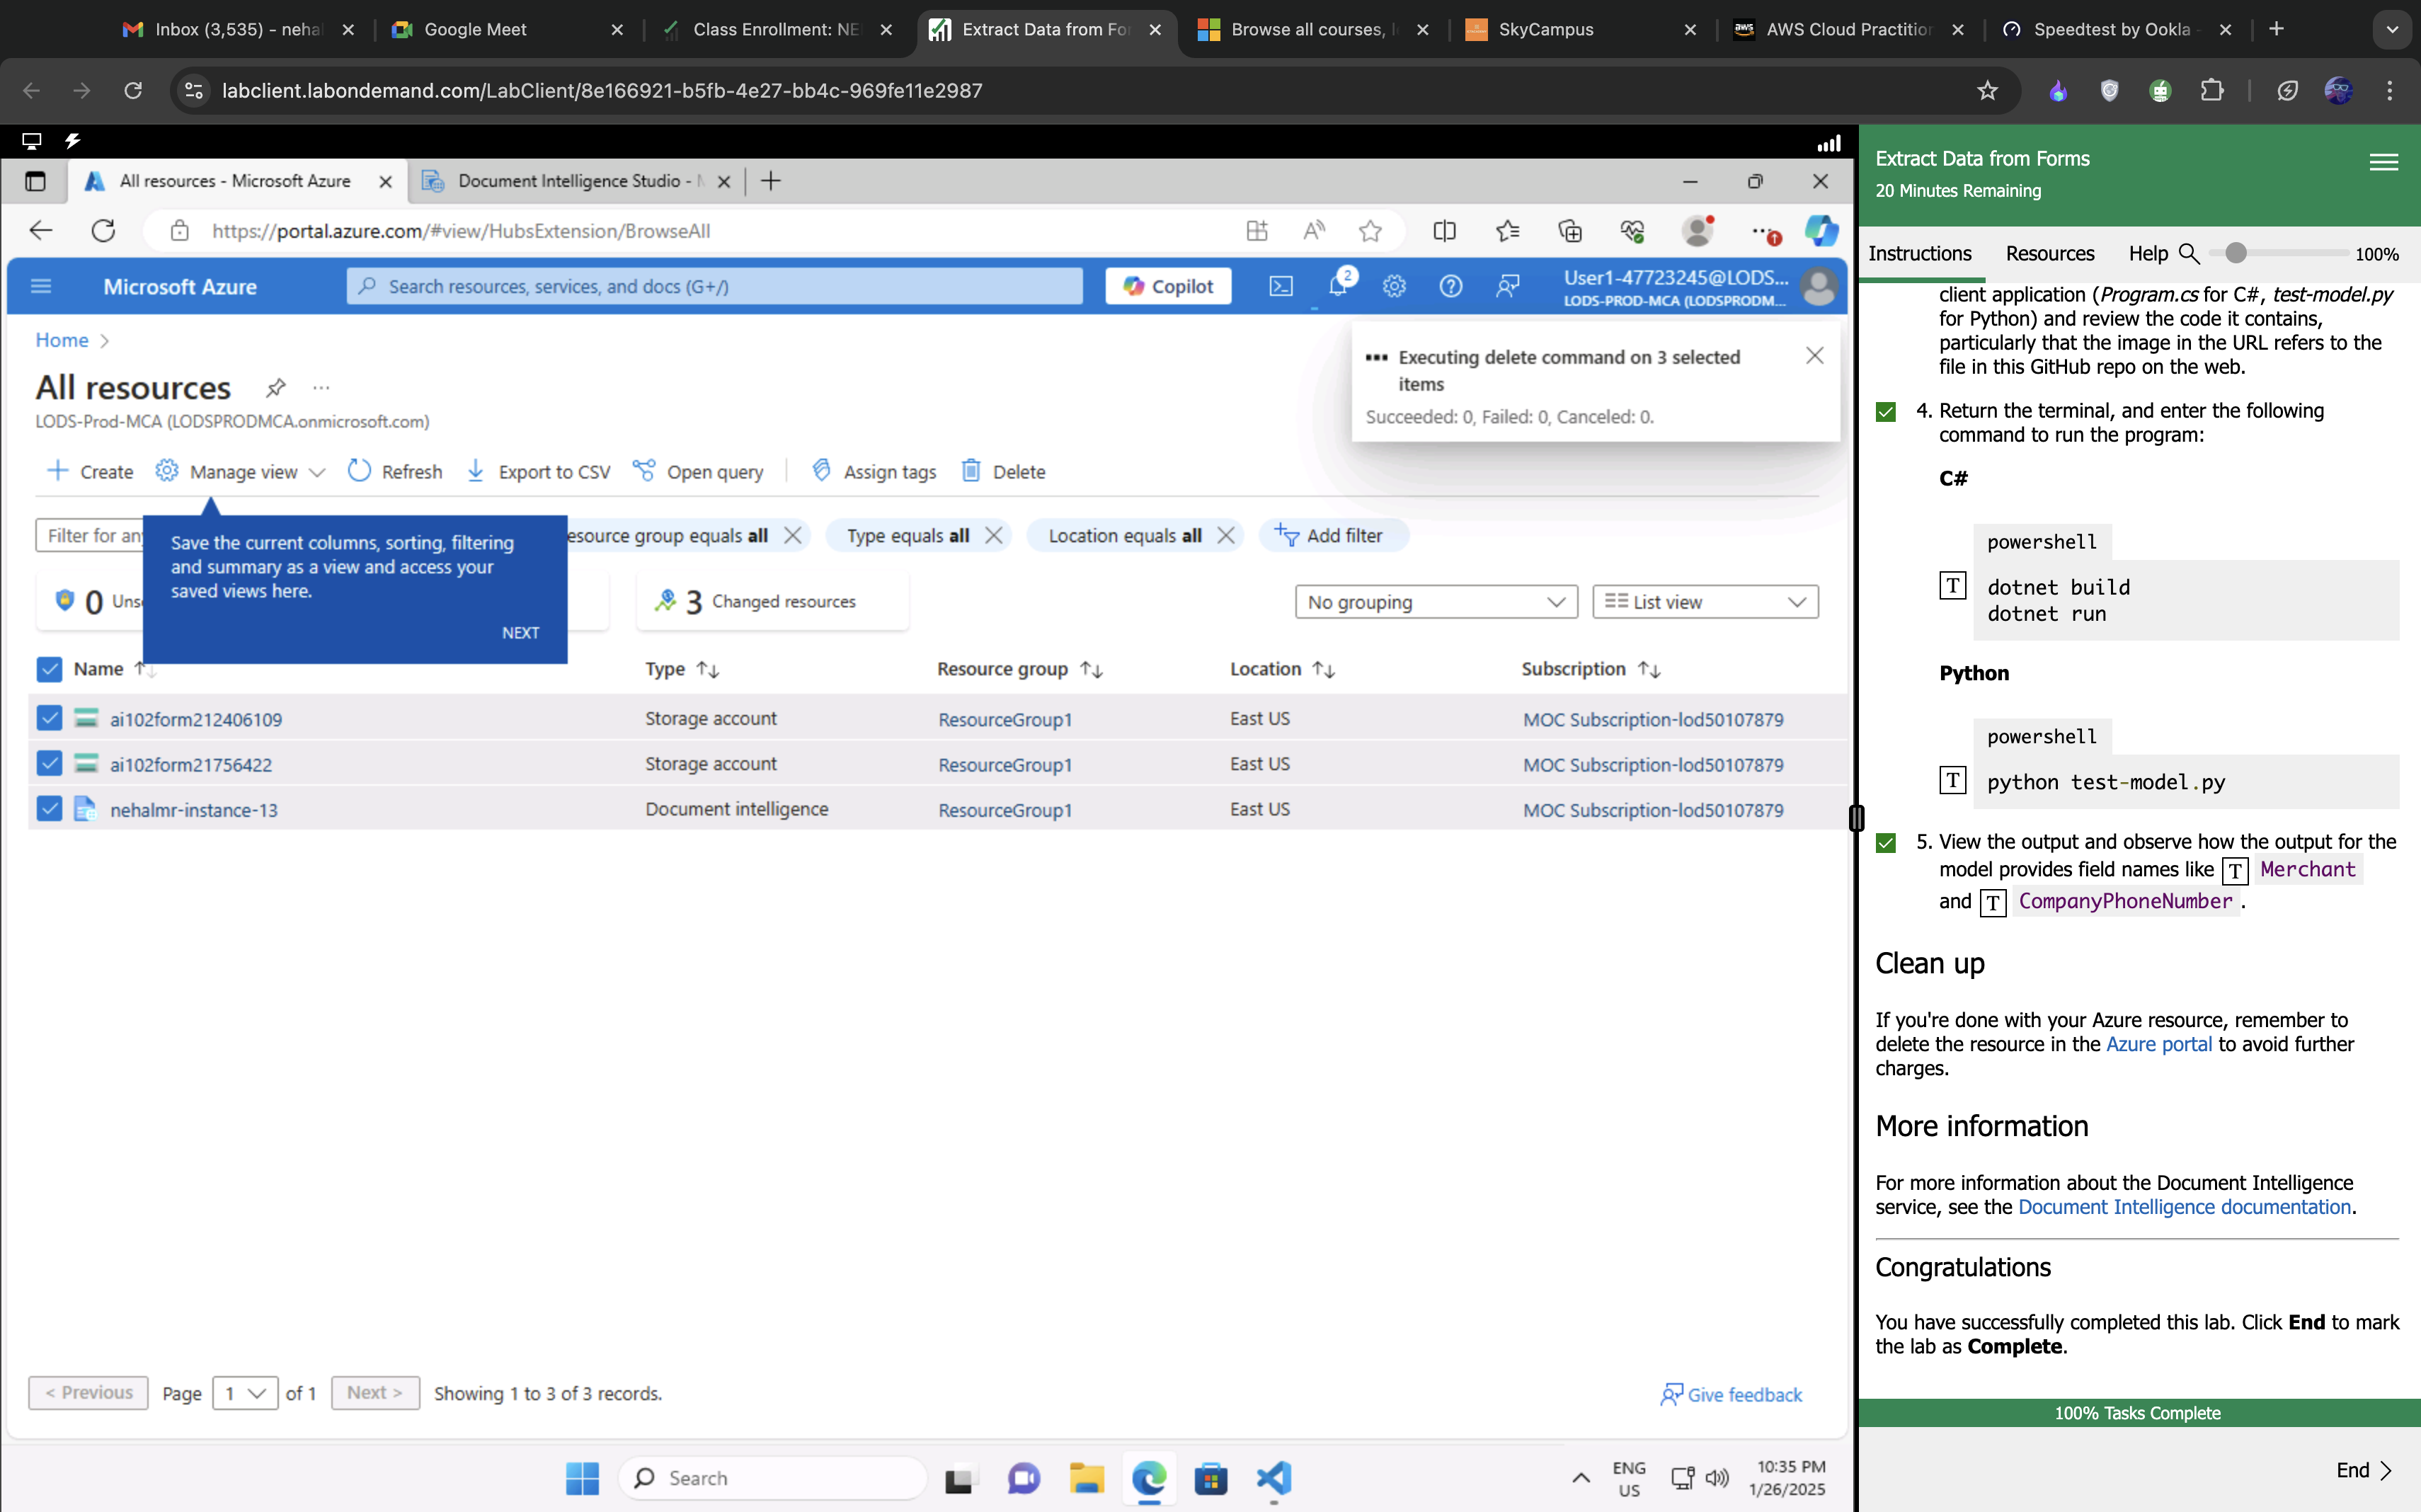 Inbox (3,535) - neha
Google Meet
Class Enrollment: NE
Extract Data from For
Browse all courses, l
SkyCampus
AWS Cloud Practition
Speedtest by Ookla -
labclient.labondemand.com/LabClient/8e166921-b5fb-4e27-bb4c-969fe11e2987
All resources - Microsoft Azure
Document Intelligence Studio - M
https://portal.azure.com/#view/HubsExtension/BrowseAll
Microsoft Azure
Search resources, services, and docs (G+/)
Copilot
2
User1-47723245@LODS...
LODS-PROD-MCA (LODSPRODM...
Home
Executing delete command on 3 selected
items
Succeeded: 0, Failed: 0, Canceled: 0.
All resources
LODS-Prod-MCA (LODSPRODMCA.onmicrosoft.com)
Create
Manage view
Refresh
Export to CSV
Open query
Assign tags
Delete
Filter for any
esource group equals all
Type equals all
Location equals all
Add filter
Save the current columns, sorting, filtering
and summary as a view and access your
saved views here.
NEXT
0 Uns
3 Changed resources
No grouping
List view
Name
Type
Resource group
Location
Subscription
ai102form212406109 Storage account ResourceGroup1 East US MOC Subscription-lod50107879
ai102form21756422 Storage account ResourceGroup1 East US MOC Subscription-lod50107879
nehalmr-instance-13 Document intelligence ResourceGroup1 East US MOC Subscription-lod50107879
< Previous
Page 1 of 1
Next >
Showing 1 to 3 of 3 records.
Give feedback
Search
ENG
US
10:35 PM
1/26/2025
Extract Data from Forms
20 Minutes Remaining
Instructions
Resources
Help
100%
client application (Program.cs for C#, test-model.py
for Python) and review the code it contains,
particularly that the image in the URL refers to the
file in this GitHub repo on the web.
4. Return the terminal, and enter the following
command to run the program:
C#
powershell
T
dotnet build
dotnet run
Python
powershell
T
python test-model.py
5. View the output and observe how the output for the
model provides field names like T Merchant
and T CompanyPhoneNumber .
Clean up
If you're done with your Azure resource, remember to
delete the resource in the Azure portal to avoid further
charges.
More information
For more information about the Document Intelligence
service, see the Document Intelligence documentation.
Congratulations
You have successfully completed this lab. Click End to mark
the lab as Complete.
100% Tasks Complete
End